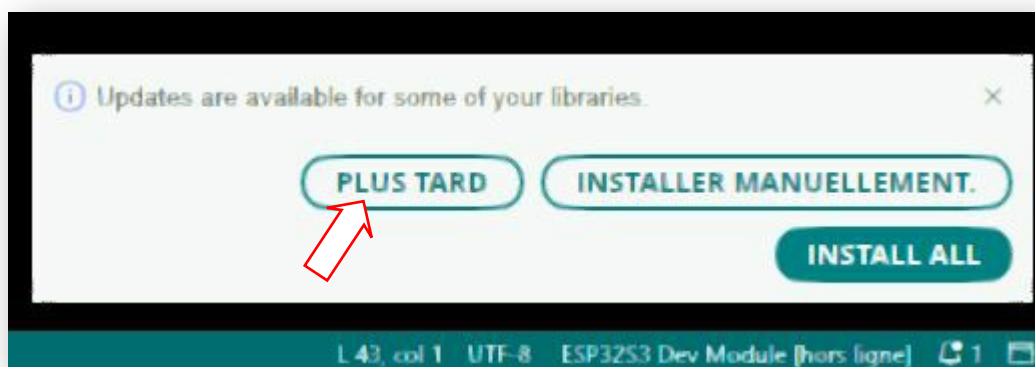 Updates are available for some of your libraries.
PLUS TARD INSTALLER MANUELLEMENT.
INSTALL ALL
L 43, col 1 UTF-8 ESP32S3 Dev Module [hors ligne] 1